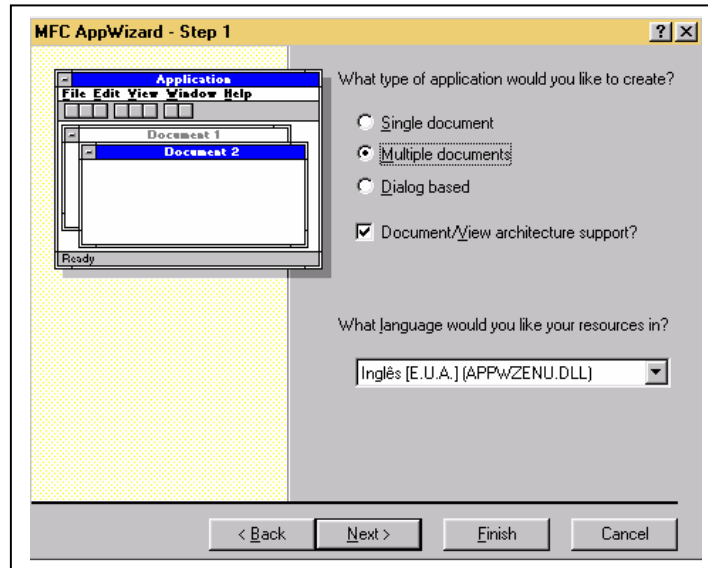 MFC AppWizard - Step 1
Application
File Edit View Window Help
Document 1
Document 2
Ready
What type of application would you like to create?
Single document
Multiple documents
Dialog based
Document/View architecture support?
What language would you like your resources in?
Inglês [E.U.A.] (APPWZENU.DLL)
< Back Next > Finish Cancel